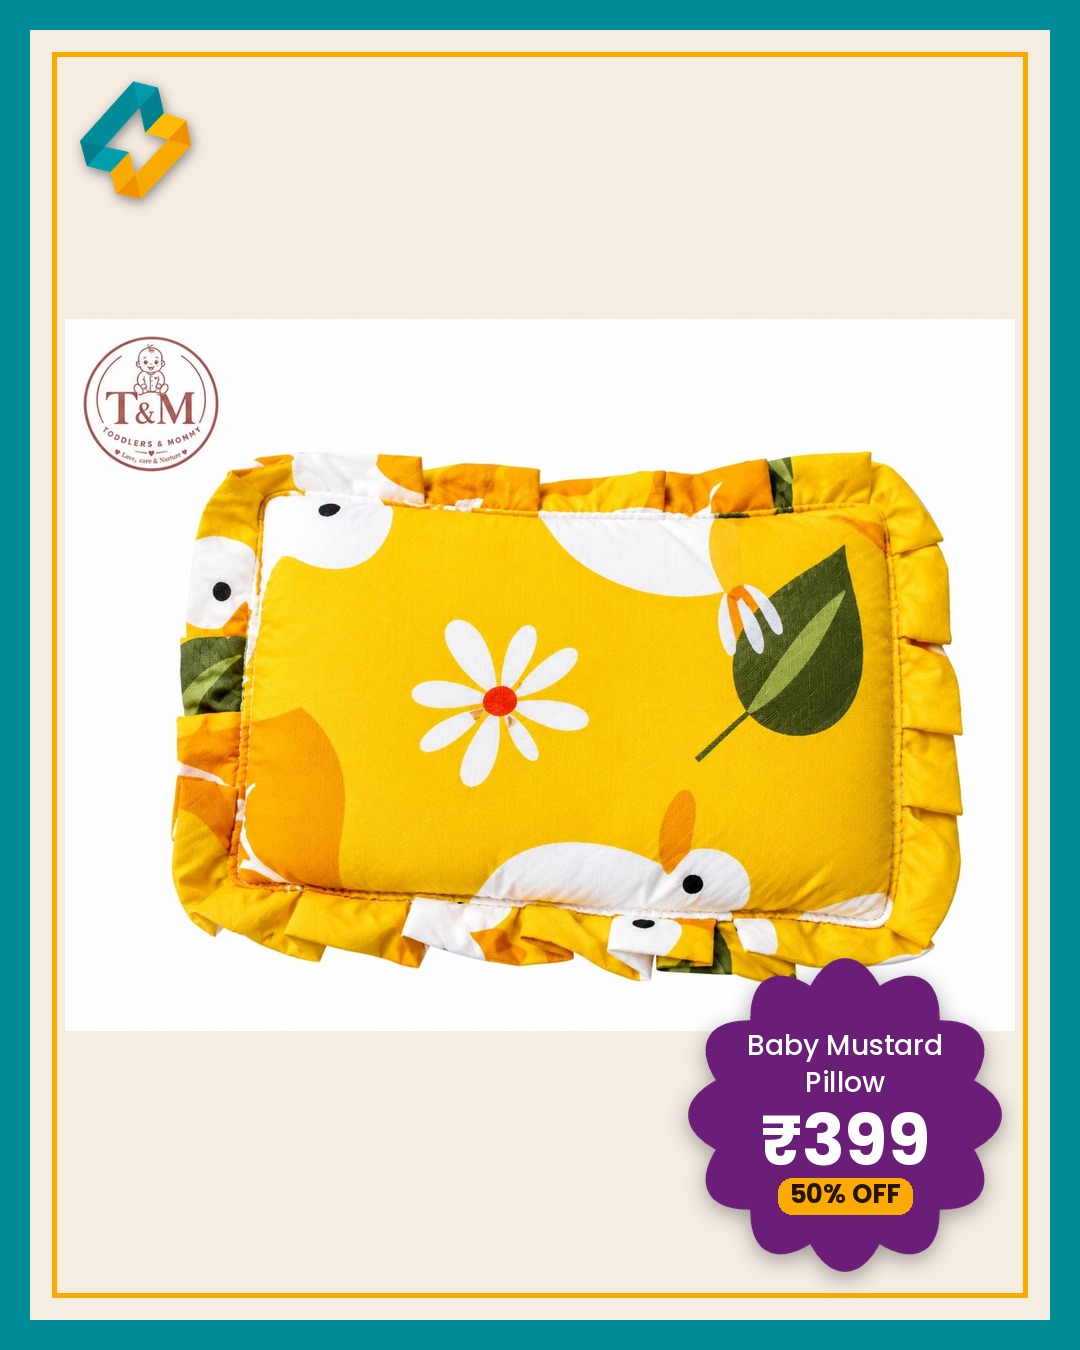 T&M
TODDLERS & MOMMY
Love, care & Nurture
Baby Mustard
Pillow
₹399
50% OFF